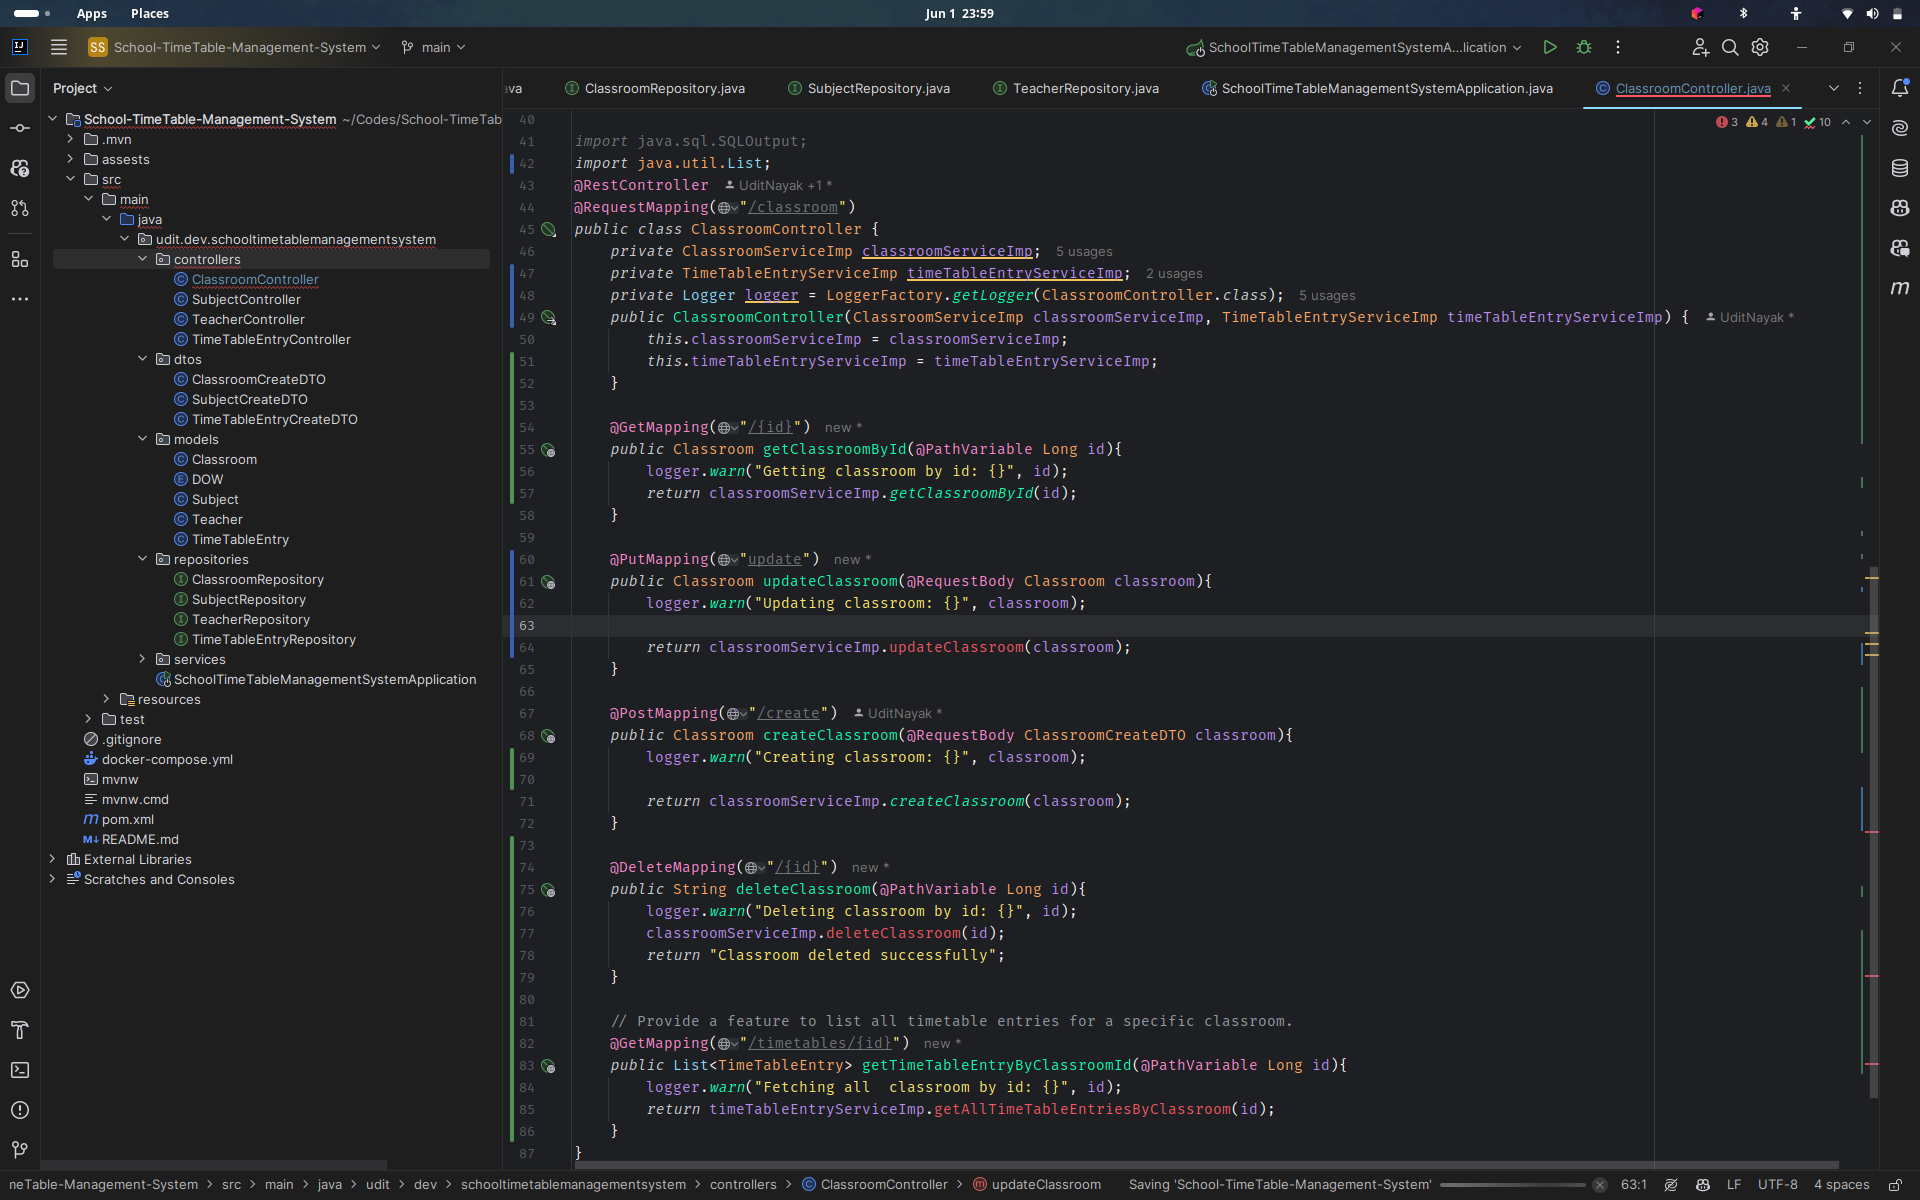 Apps Places
Jun 1 23:59
SS School-TimeTable-Management-System main
SchoolTimeTableManagementSystemA...lication
Project
ava ClassroomRepository.java SubjectRepository.java TeacherRepository.java SchoolTimeTableManagementSystemApplication.java ClassroomController.java
3 4 1 10
School-TimeTable-Management-System ~/Codes/School-TimeTab
.mvn
assests
src
main
java
udit.dev.schooltimetablemanagementsystem
controllers
ClassroomController
SubjectController
TeacherController
TimeTableEntryController
dtos
ClassroomCreateDTO
SubjectCreateDTO
TimeTableEntryCreateDTO
models
Classroom
DOW
Subject
Teacher
TimeTableEntry
repositories
ClassroomRepository
SubjectRepository
TeacherRepository
TimeTableEntryRepository
services
SchoolTimeTableManagementSystemApplication
resources
test
.gitignore
docker-compose.yml
mvnw
mvnw.cmd
pom.xml
README.md
External Libraries
Scratches and Consoles
40
41 import java.sql.SQLOutput;
42 import java.util.List;
43 @RestController UditNayak +1 *
44 @RequestMapping("/classroom")
45 public class ClassroomController {
46 private ClassroomServiceImp classroomServiceImp; 5 usages
47 private TimeTableEntryServiceImp timeTableEntryServiceImp; 2 usages
48 private Logger logger = LoggerFactory.getLogger(ClassroomController.class); 5 usages
49 public ClassroomController(ClassroomServiceImp classroomServiceImp, TimeTableEntryServiceImp timeTableEntryServiceImp) { UditNayak *
50 this.classroomServiceImp = classroomServiceImp;
51 this.timeTableEntryServiceImp = timeTableEntryServiceImp;
52 }
53
54 @GetMapping("/{id}") new *
55 public Classroom getClassroomById(@PathVariable Long id){
56 logger.warn("Getting classroom by id: {}", id);
57 return classroomServiceImp.getClassroomById(id);
58 }
59
60 @PutMapping("update") new *
61 public Classroom updateClassroom(@RequestBody Classroom classroom){
62 logger.warn("Updating classroom: {}", classroom);
63
64 return classroomServiceImp.updateClassroom(classroom);
65 }
66
67 @PostMapping("/create") UditNayak *
68 public Classroom createClassroom(@RequestBody ClassroomCreateDTO classroom){
69 logger.warn("Creating classroom: {}", classroom);
70
71 return classroomServiceImp.createClassroom(classroom);
72 }
73
74 @DeleteMapping("/{id}") new *
75 public String deleteClassroom(@PathVariable Long id){
76 logger.warn("Deleting classroom by id: {}", id);
77 classroomServiceImp.deleteClassroom(id);
78 return "Classroom deleted successfully";
79 }
80
81 // Provide a feature to list all timetable entries for a specific classroom.
82 @GetMapping("/timetables/{id}") new *
83 public List<TimeTableEntry> getTimeTableEntryByClassroomId(@PathVariable Long id){
84 logger.warn("Fetching all  classroom by id: {}", id);
85 return timeTableEntryServiceImp.getAllTimeTableEntriesByClassroom(id);
86 }
87 }
neTable-Management-System > src > main > java > udit > dev > schooltimetablemanagementsystem > controllers > ClassroomController > updateClassroom Saving 'School-TimeTable-Management-System' 63:1 LF UTF-8 4 spaces